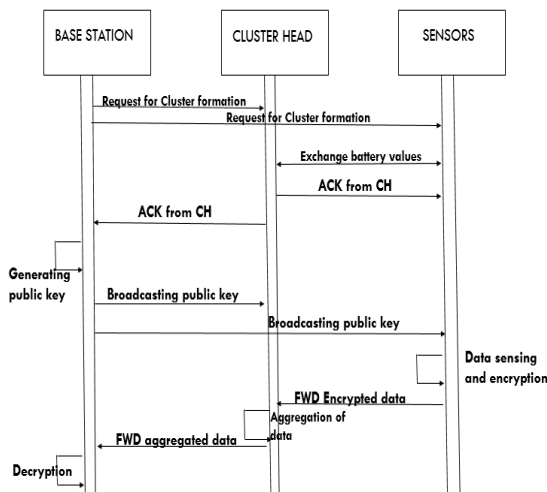 BASE STATION
CLUSTER HEAD
SENSORS
Request for Cluster formation
Request for Cluster formation
Exchange battery values
ACK from CH
ACK from CH
Generating
public key
Broadcasting public key
Broadcasting public key
Data sensing
and encryption
FWD Encrypted data
Aggregation of
data
FWD aggregated data
Decryption